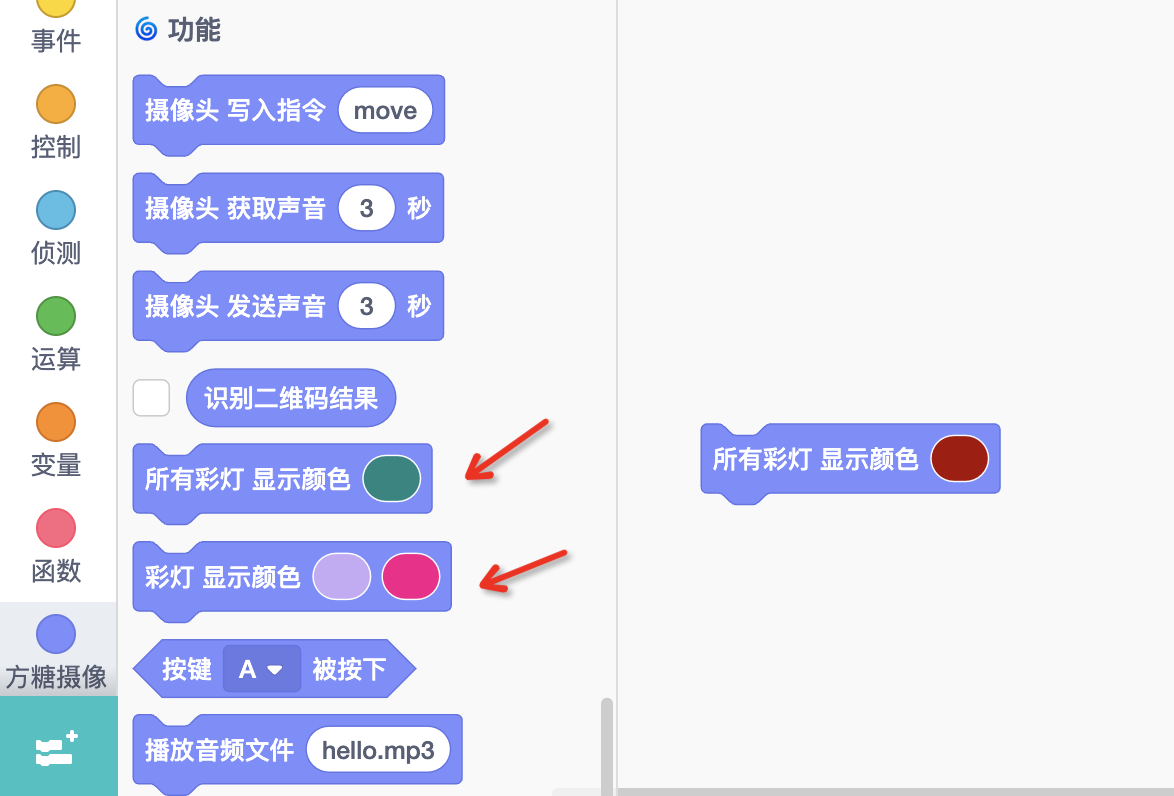 事件
控制
侦测
运算
变量
函数
方糖摄像
功能
摄像头 写入指令 move
摄像头 获取声音 3 秒
摄像头 发送声音 3 秒
识别二维码结果
所有彩灯 显示颜色
彩灯 显示颜色
按键 A 被按下
播放音频文件 hello.mp3
所有彩灯 显示颜色